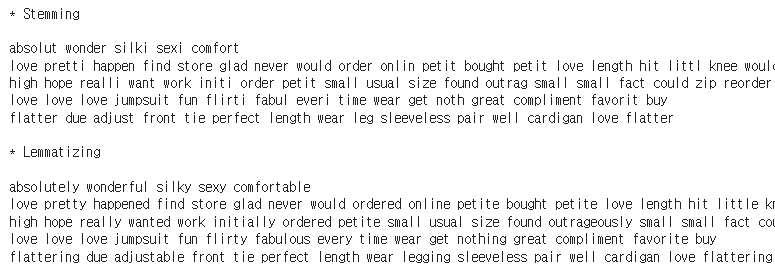 * Stemming
absolut wonder silki sexi comfort
love pretti happen find store glad never would order onlin petit bought petit love length hit littl knee would
high hope realli want work initi order petit small usual size found outrag small small fact could zip reorder
love love love jumpsuit fun flirti fabul everi time wear get noth great compliment favorit buy
flatter due adjust front tie perfect length wear leg sleeveless pair well cardigan love flatter
* Lemmatizing
absolutely wonderful silky sexy comfortable
love pretty happened find store glad never would ordered online petite bought petite love length hit little
high hope really wanted work initially ordered petite small usual size found outrageously small small fact
love love love jumpsuit fun flirty fabulous every time wear get nothing great compliment favorite buy
flattering due adjustable front tie perfect length wear legging sleeveless pair well cardigan love flattering